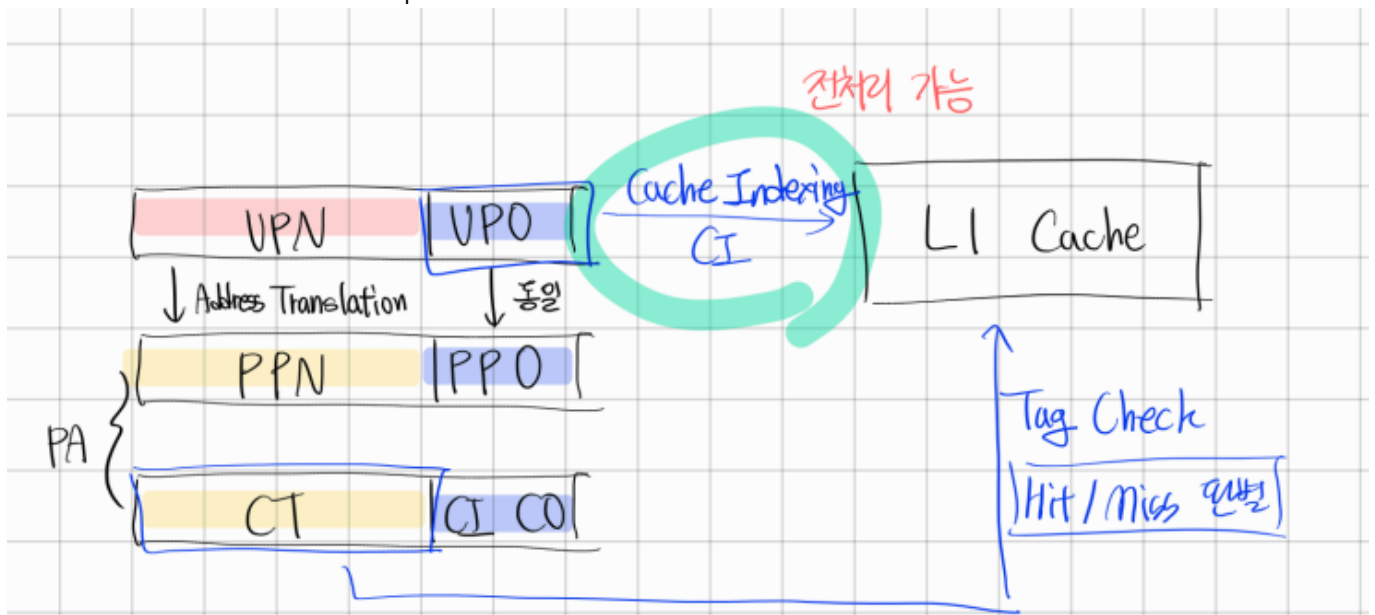 전처리 가능
VPN VPO
Cache Indexing
CI
L1 Cache
Address Translation
동일
PPN PPO
PA
CT CI CO
Tag Check
Hit / Miss 판별